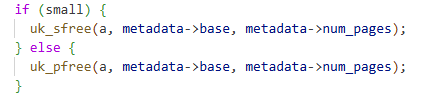 if (small) {
  uk_sfree(a, metadata->base, metadata->num_pages);
} else {
  uk_pfree(a, metadata->base, metadata->num_pages);
}